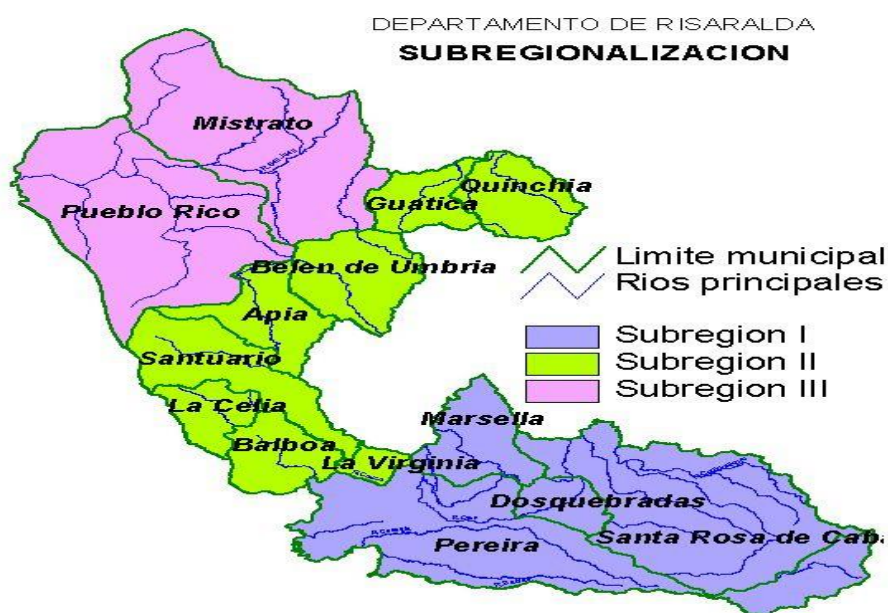 DEPARTAMENTO DE RISARALDA
SUBREGIONALIZACION
Mistrato
Quinchia
Guatica
Pueblo Rico
Belen de Umbria
Limite municipal
Rios principales
Apia
Subregion I
Santuario
Subregion II
Subregion III
La Celia
Marsella
Balboa
La Virginia
Dosquebradas
Santa Rosa de Cab
Pereira